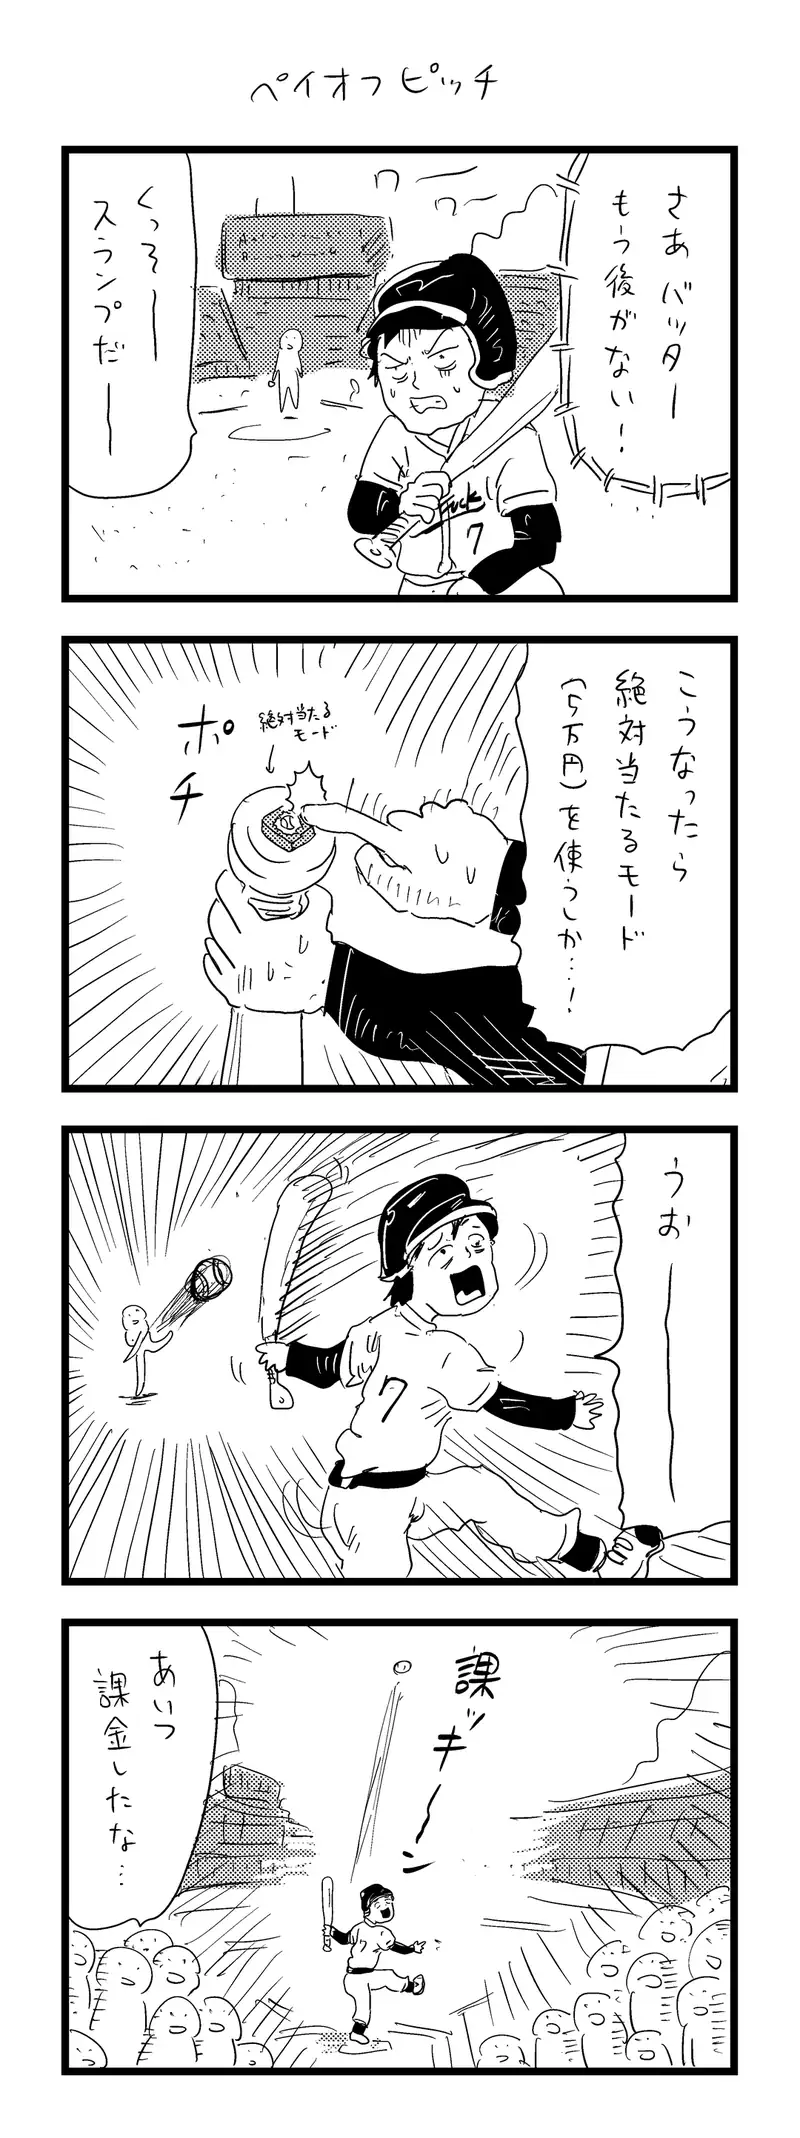 ペイオフピッチ
さあバッター
もう後がない!
くっそー
スランプだー
Fucks
7
こうなったら
絶対当たるモード
(5万円)を使うしか…!
絶対当たる
モード
ポチ
うおー
7
課ッキーン
あいつ
課金したな…